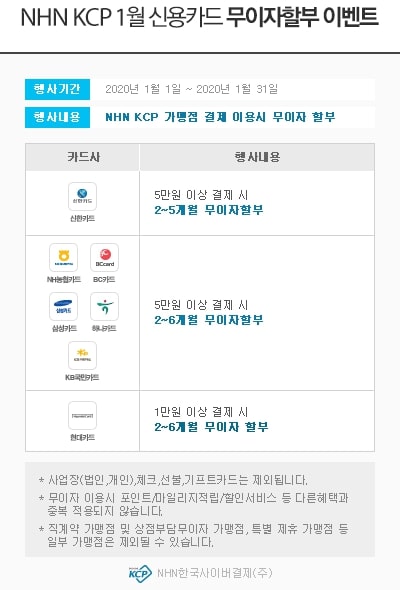 NHN KCP 1월 신용카드 무이자할부 이벤트
행사기간 2020년 1월 1일 ~ 2020년 1월 31일
행사내용 NHN KCP 가맹점 결제 이용시 무이자 할부
카드사 행사내용
신한카드
신한카드
5만원 이상 결제 시
2~5개월 무이자할부
BCcard
NH농협카드 BC카드
삼성카드
삼성카드 하나카드
KB국민카드
5만원 이상 결제 시
2~6개월 무이자할부
현대카드
1만원 이상 결제 시
2~6개월 무이자 할부
* 사업장(법인,개인),체크,선불,기프트카드는 제외됩니다.
* 무이자 이용시 포인트/마일리지적립/할인서비스 등 다른혜택과
중복 적용되지 않습니다.
* 직계약 가맹점 및 상점부담무이자 가맹점, 특별 제휴 가맹점 등
일부 가맹점은 제외될 수 있습니다.
KCP NHN한국사이버결제(주)